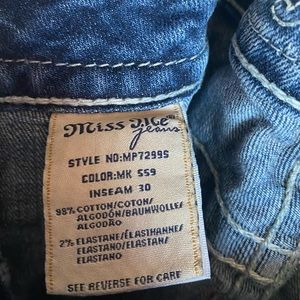 Miss Me
jeans
STYLE NO:MP7299S
COLOR:MK 559
INSEAM 30
98% COTTON/COTON/
ALGODÓN/BAUMWOLLE/
ALGODÃO
2% ELASTANE/ÉLASTHANNE/
ELASTANO/ELASTAN/
ELASTANO
SEE REVERSE FOR CARE